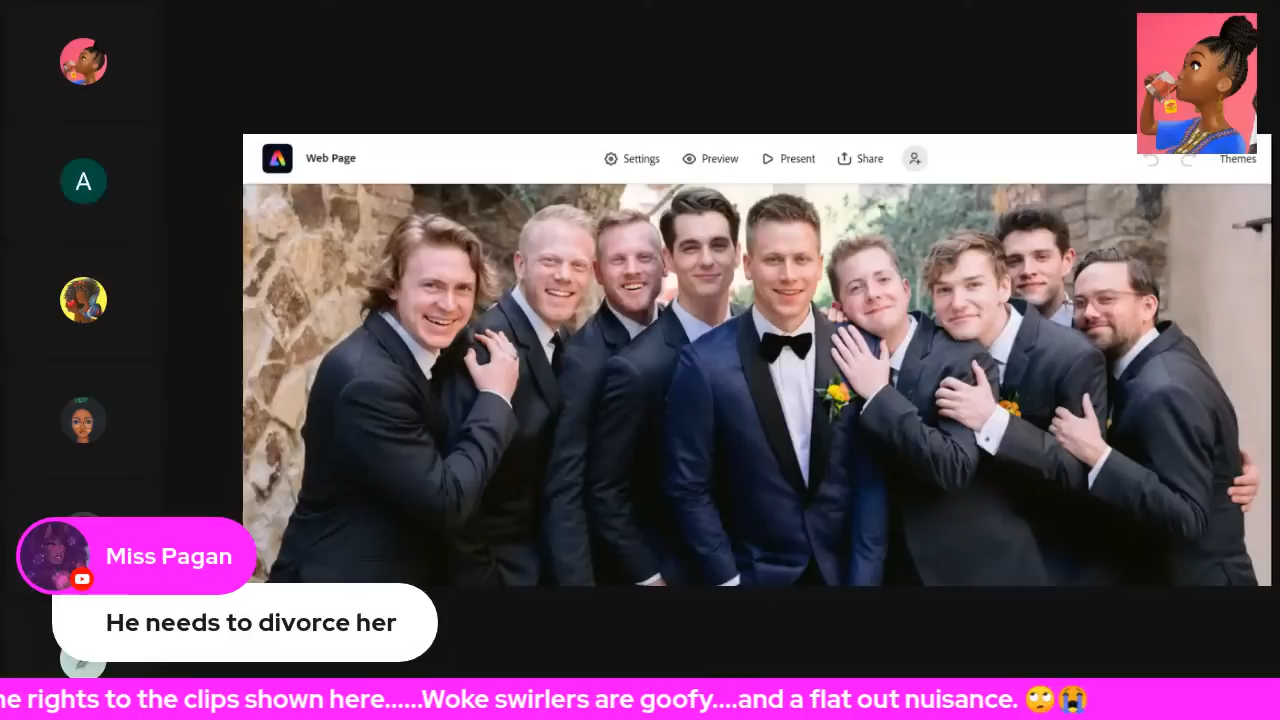 A
Web Page
Settings
Preview
Present
Share
Themes
Miss Pagan
He needs to divorce her
he rights to the clips shown here......Woke swirlers are goofy....and a flat out nuisance. 🙄😭